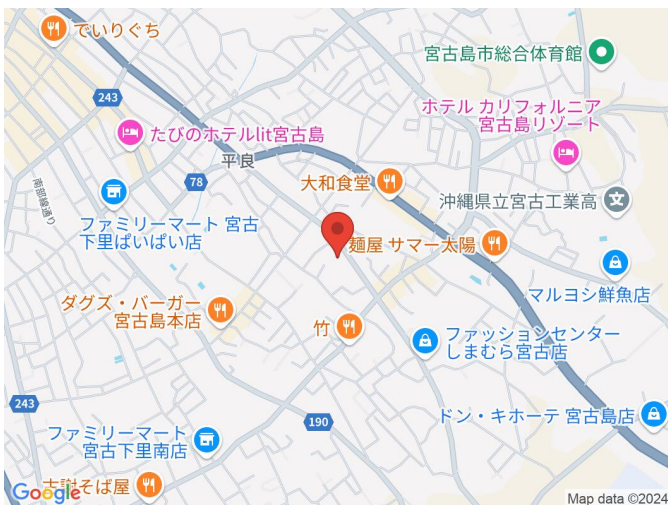 でいりぐち
宮古島市総合体育館
243
ホテル カリフォルニア
宮古島リゾート
たびのホテルlit宮古島
平良
南部線通り
78
大和食堂
沖縄県立宮古工業高
ファミリーマート 宮古
下里ぱいぱい店
麺屋 サマー太陽
マルヨシ鮮魚店
ダグズ・バーガー
宮古島本店
竹
ファッションセンター
しまむら宮古店
243
190
ドン・キホーテ 宮古島店
ファミリーマート
宮古下里南店
古謝そば屋
Google
Map data ©2024